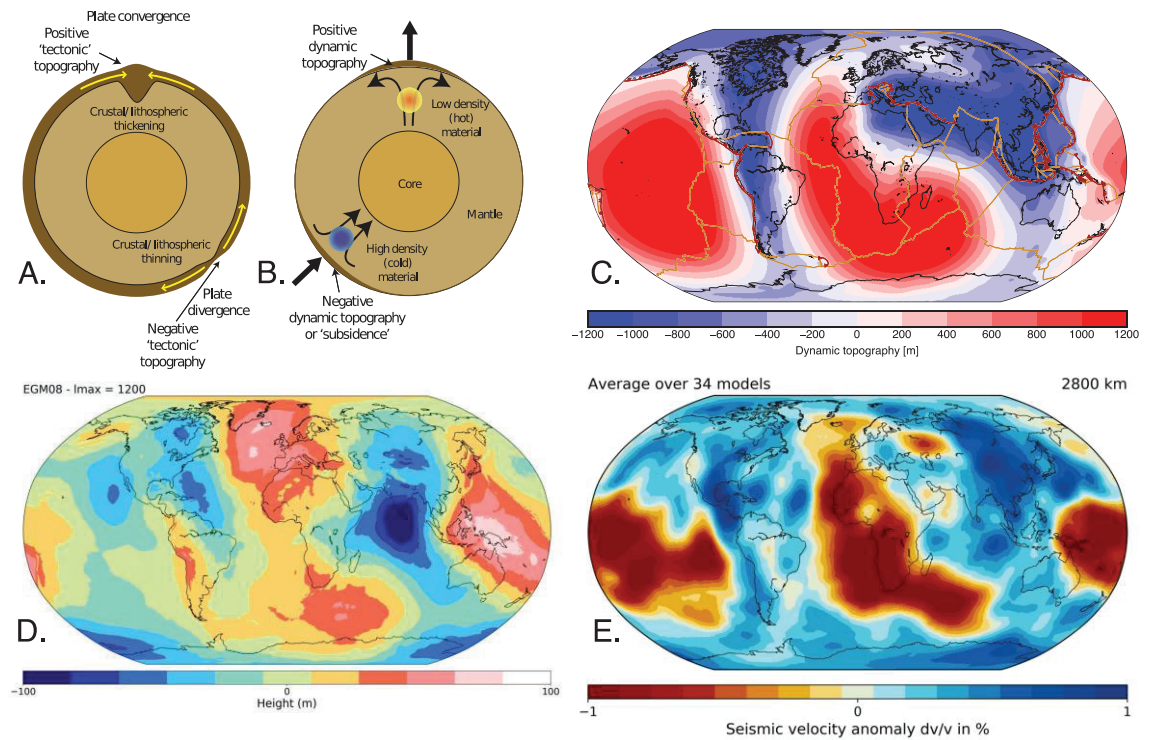 Plate convergence
Positive
'tectonic'
topography
Crustal/ lithospheric
thickening
Crustal/ lithospheric
thinning
A.
Plate
divergence
Negative
'tectonic'
topography
Positive
dynamic
topography
Low density
(hot)
material
Core
Mantle
High density
(cold)
material
B.
Negative
dynamic topography
or 'subsidence'
C.
−1200 −1000 −800 −600 −400 −200 0 200 400 600 800 1000 1200
Dynamic topography [m]
EGM08 - lmax = 1200
D.
−100 0 100
Height (m)
Average over 34 models 2800 km
E.
−1 0 1
Seismic velocity anomaly dv/v in %